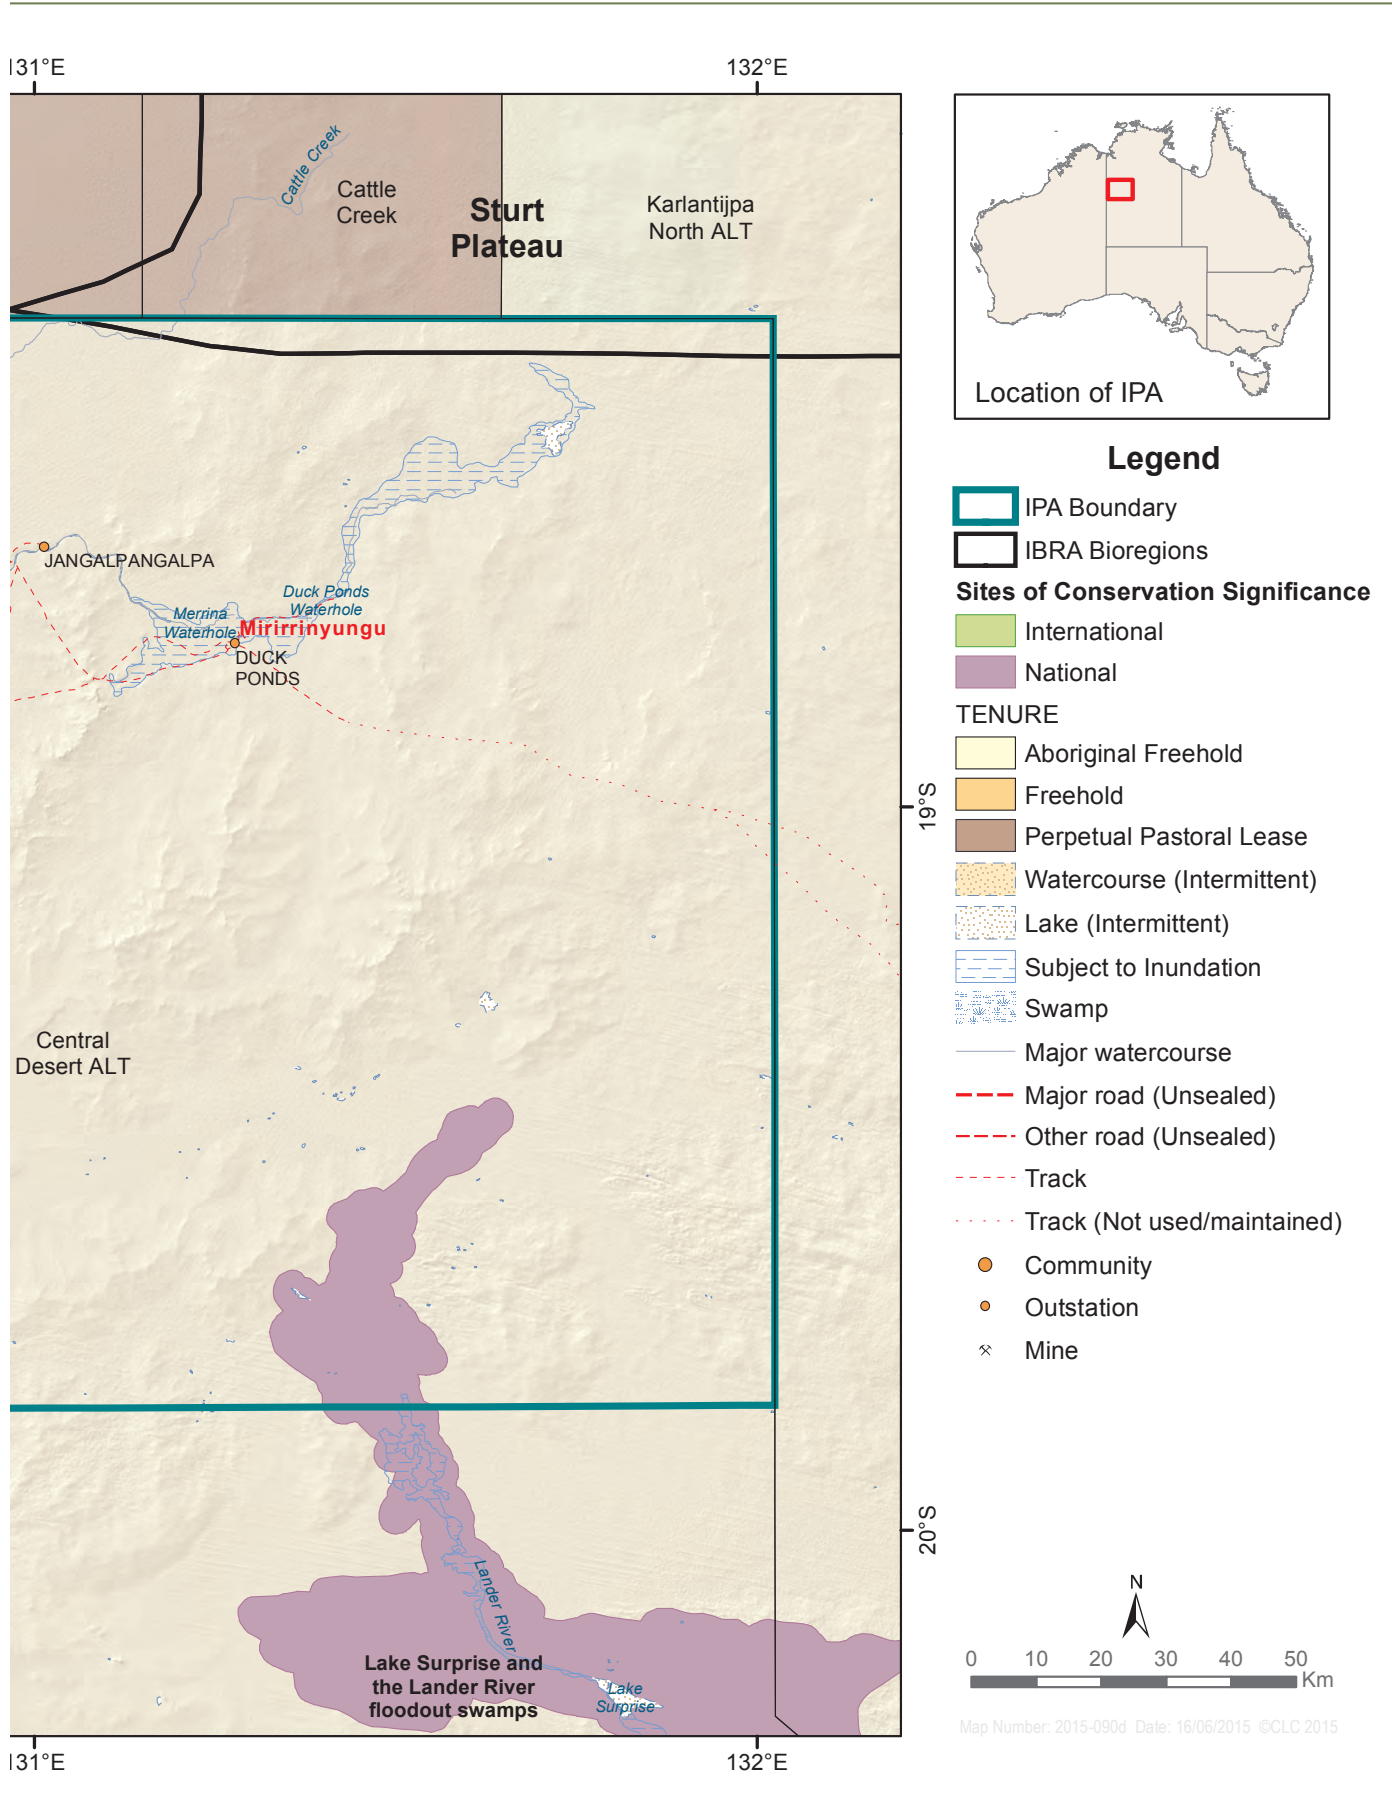 131°E
132°E
Cattle Creek
Cattle
Creek
Sturt
Plateau
Karlantijpa
North ALT
Location of IPA
JANGALPANGALPA
Duck Ponds
Waterhole
Merrina
Waterhole
Miririnyungu
DUCK
PONDS
19°S
Central
Desert ALT
20°S
Lander River
Lake Surprise and
the Lander River
floodout swamps
Lake
Surprise
131°E
132°E
Legend
IPA Boundary
IBRA Bioregions
Sites of Conservation Significance
International
National
TENURE
Aboriginal Freehold
Freehold
Perpetual Pastoral Lease
Watercourse (Intermittent)
Lake (Intermittent)
Subject to Inundation
Swamp
Major watercourse
Major road (Unsealed)
Other road (Unsealed)
Track
Track (Not used/maintained)
Community
Outstation
Mine
N
0 10 20 30 40 50
Km
Map Number: 2015-090d Date: 16/06/2015 ©CLC 2015